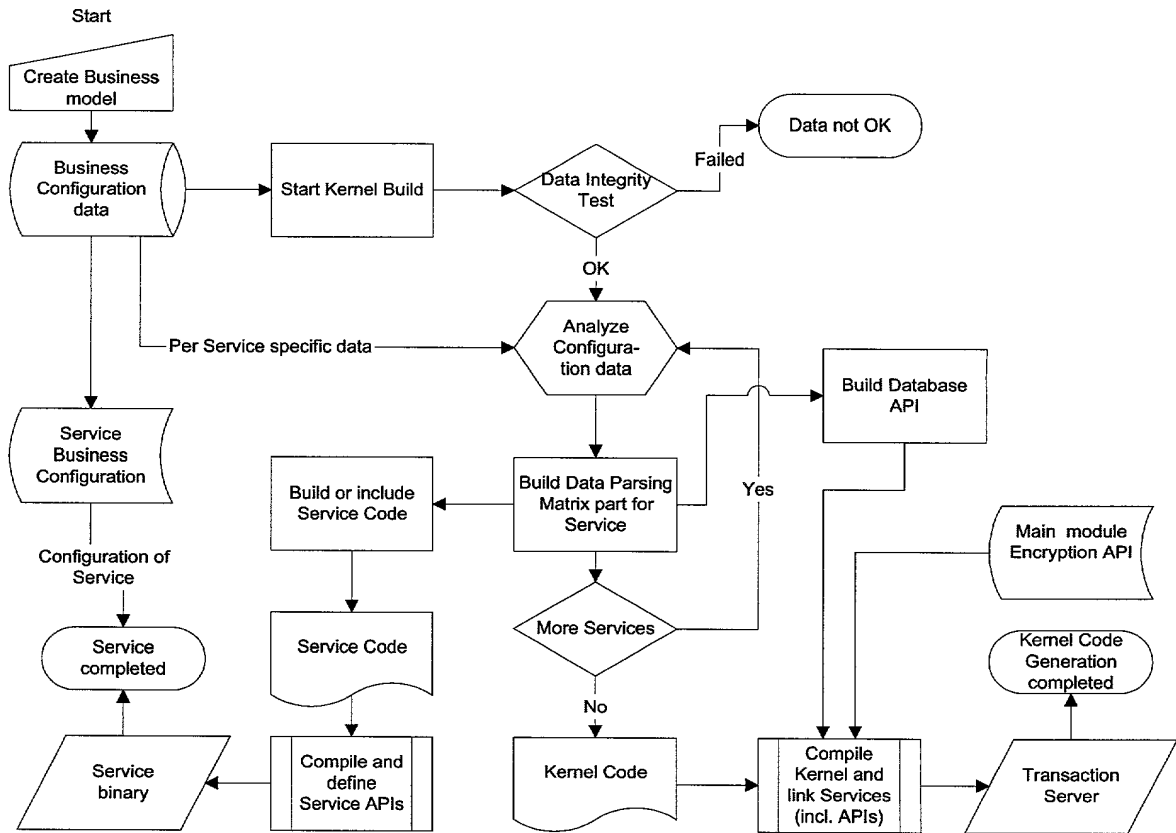 Start
Create Business
model
Business
Configuration
data
Start Kernel Build
Data Integrity
Test
Failed
Data not OK
OK
Per Service specific data
Analyze
Configura-
tion data
Build Database
API
Service
Business
Configuration
Build or include
Service Code
Build Data Parsing
Matrix part for
Service
Yes
Main module
Encryption API
Configuration of
Service
Service
completed
Service Code
More Services
No
Kernel Code
Generation
completed
Service
binary
Compile and
define
Service APIs
Kernel Code
Compile
Kernel and
link Services
(incl. APIs)
Transaction
Server